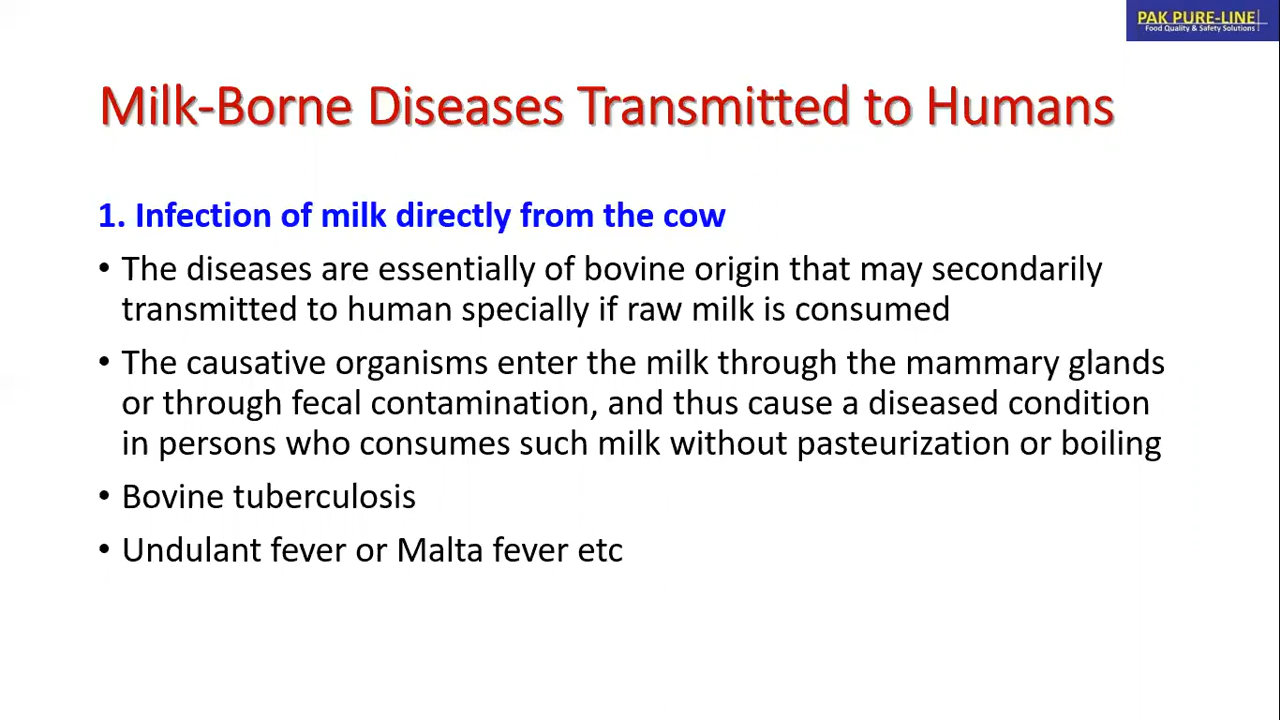 PAK PURE-LINE
Food Quality & Safety Solutions
Milk-Borne Diseases Transmitted to Humans
1. Infection of milk directly from the cow
• The diseases are essentially of bovine origin that may secondarily
transmitted to human specially if raw milk is consumed
• The causative organisms enter the milk through the mammary glands
or through fecal contamination, and thus cause a diseased condition
in persons who consumes such milk without pasteurization or boiling
• Bovine tuberculosis
• Undulant fever or Malta fever etc